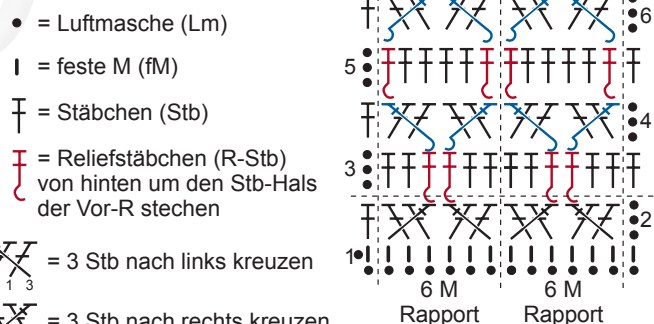 = Luftmasche (Lm)
= feste M (fM)
= Stäbchen (Stb)
= Reliefstäbchen (R-Stb)
von hinten um den Stb-Hals
der Vor-R stechen
1 3
= 3 Stb nach links kreuzen
= 3 Stb nach rechts kreuzen
6
5
4
3
2
1
6 M
Rapport
6 M
Rapport